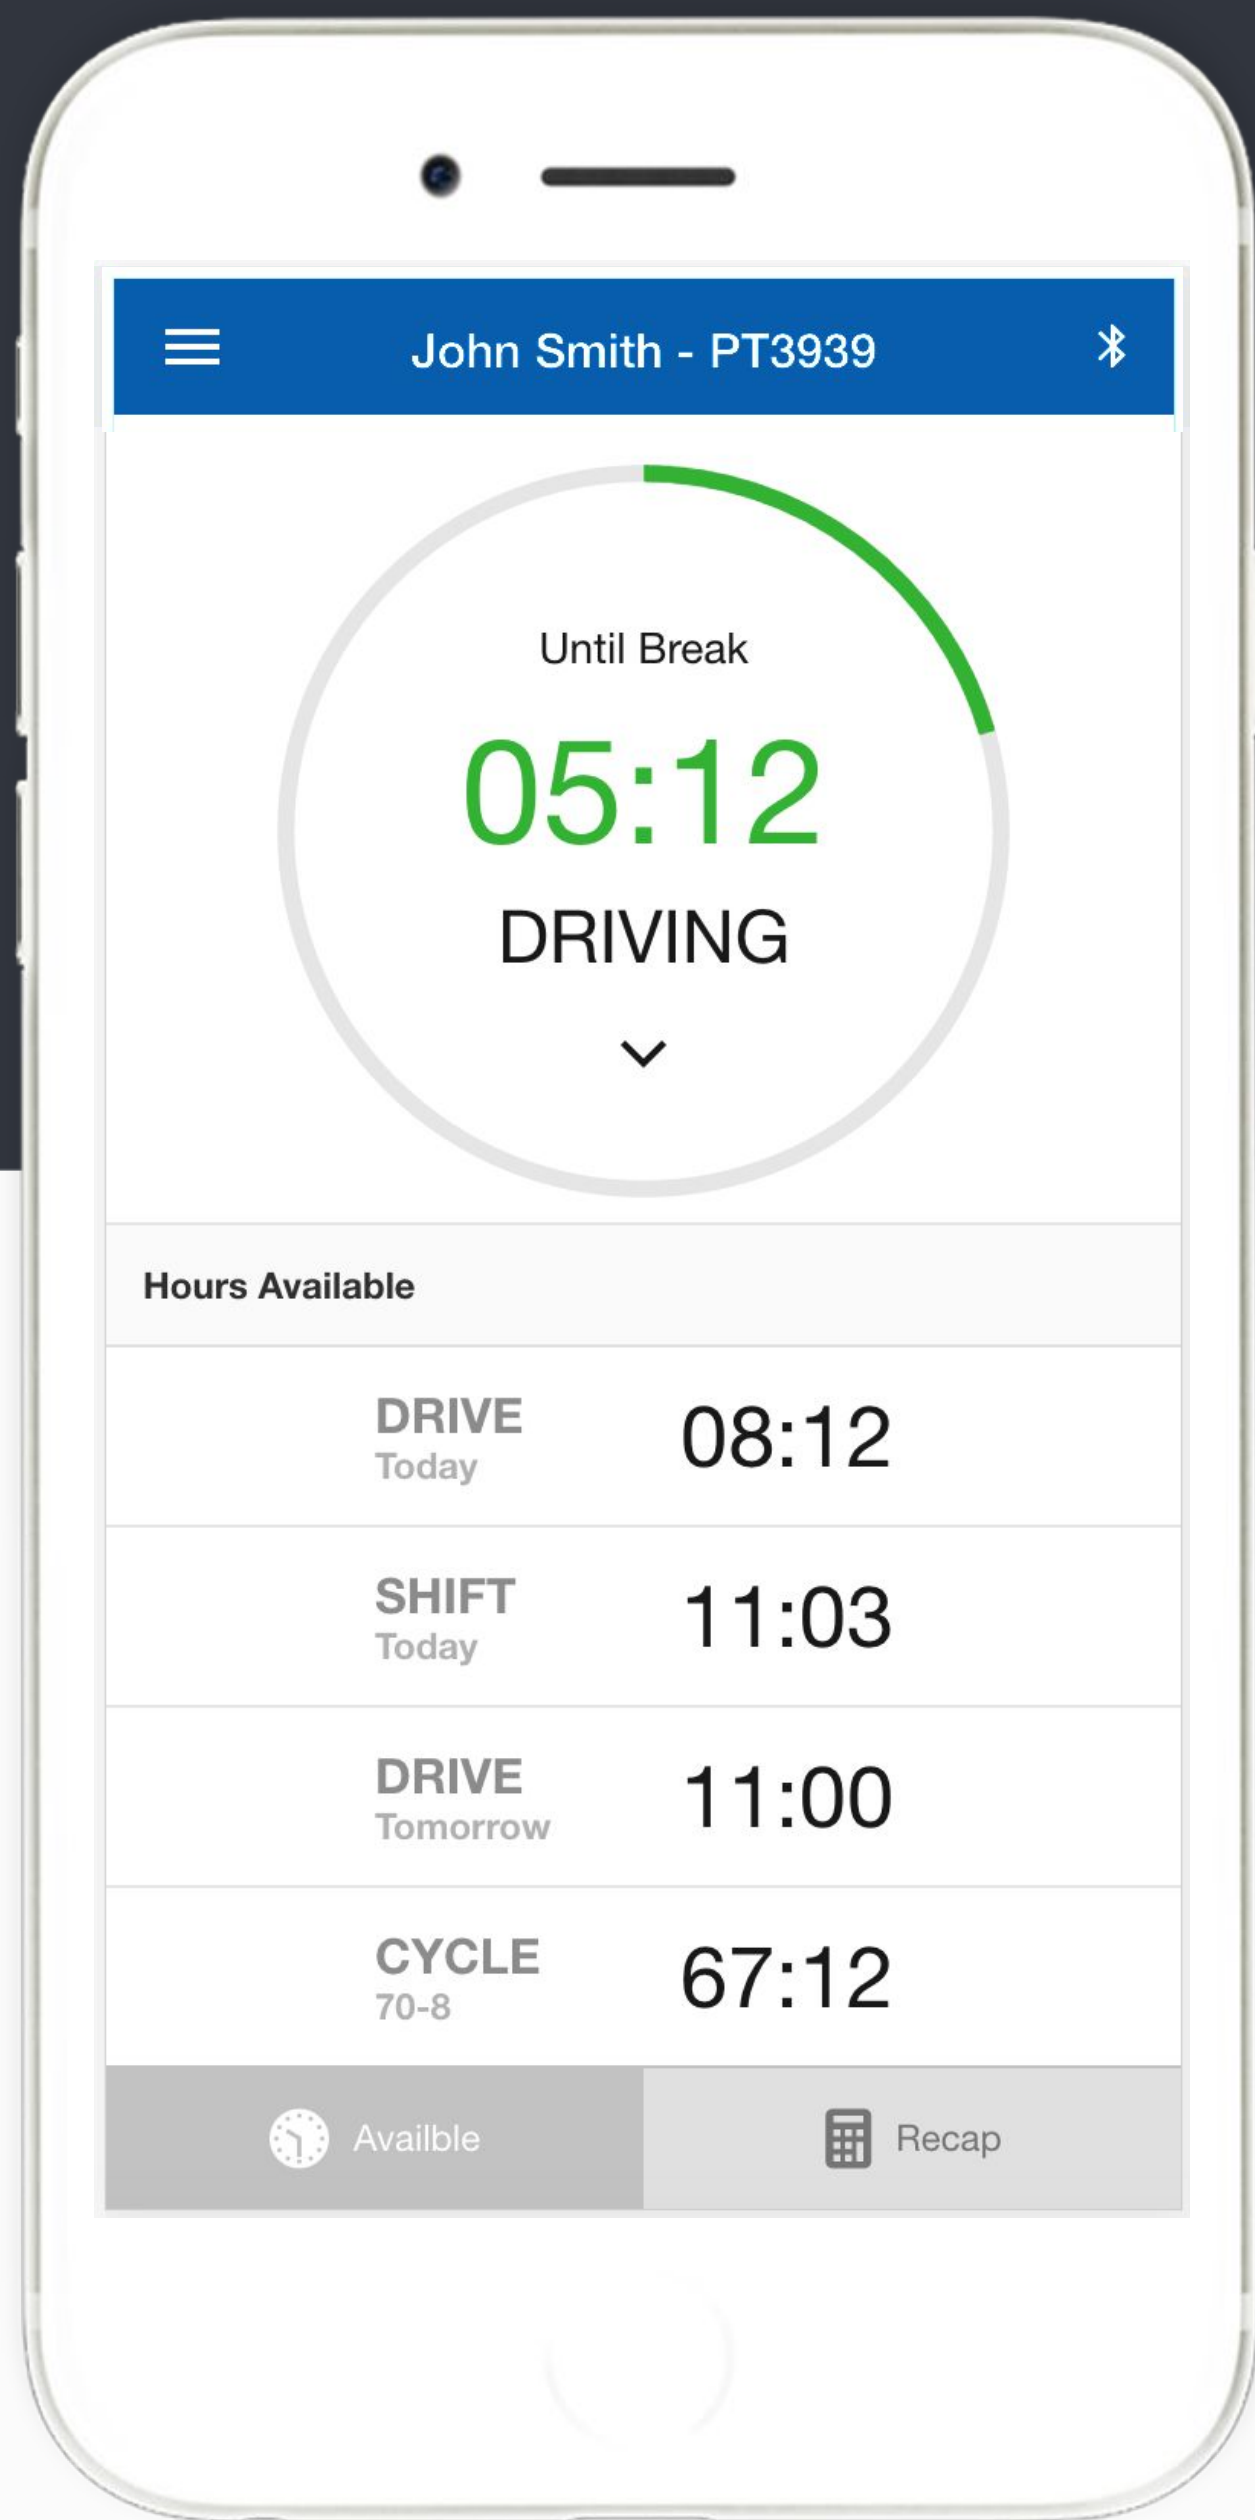 John Smith - PT3939
Until Break
05:12
DRIVING
Hours Available
DRIVE
Today
08:12
SHIFT
Today
11:03
DRIVE
Tomorrow
11:00
CYCLE
70-8
67:12
Availble
Recap